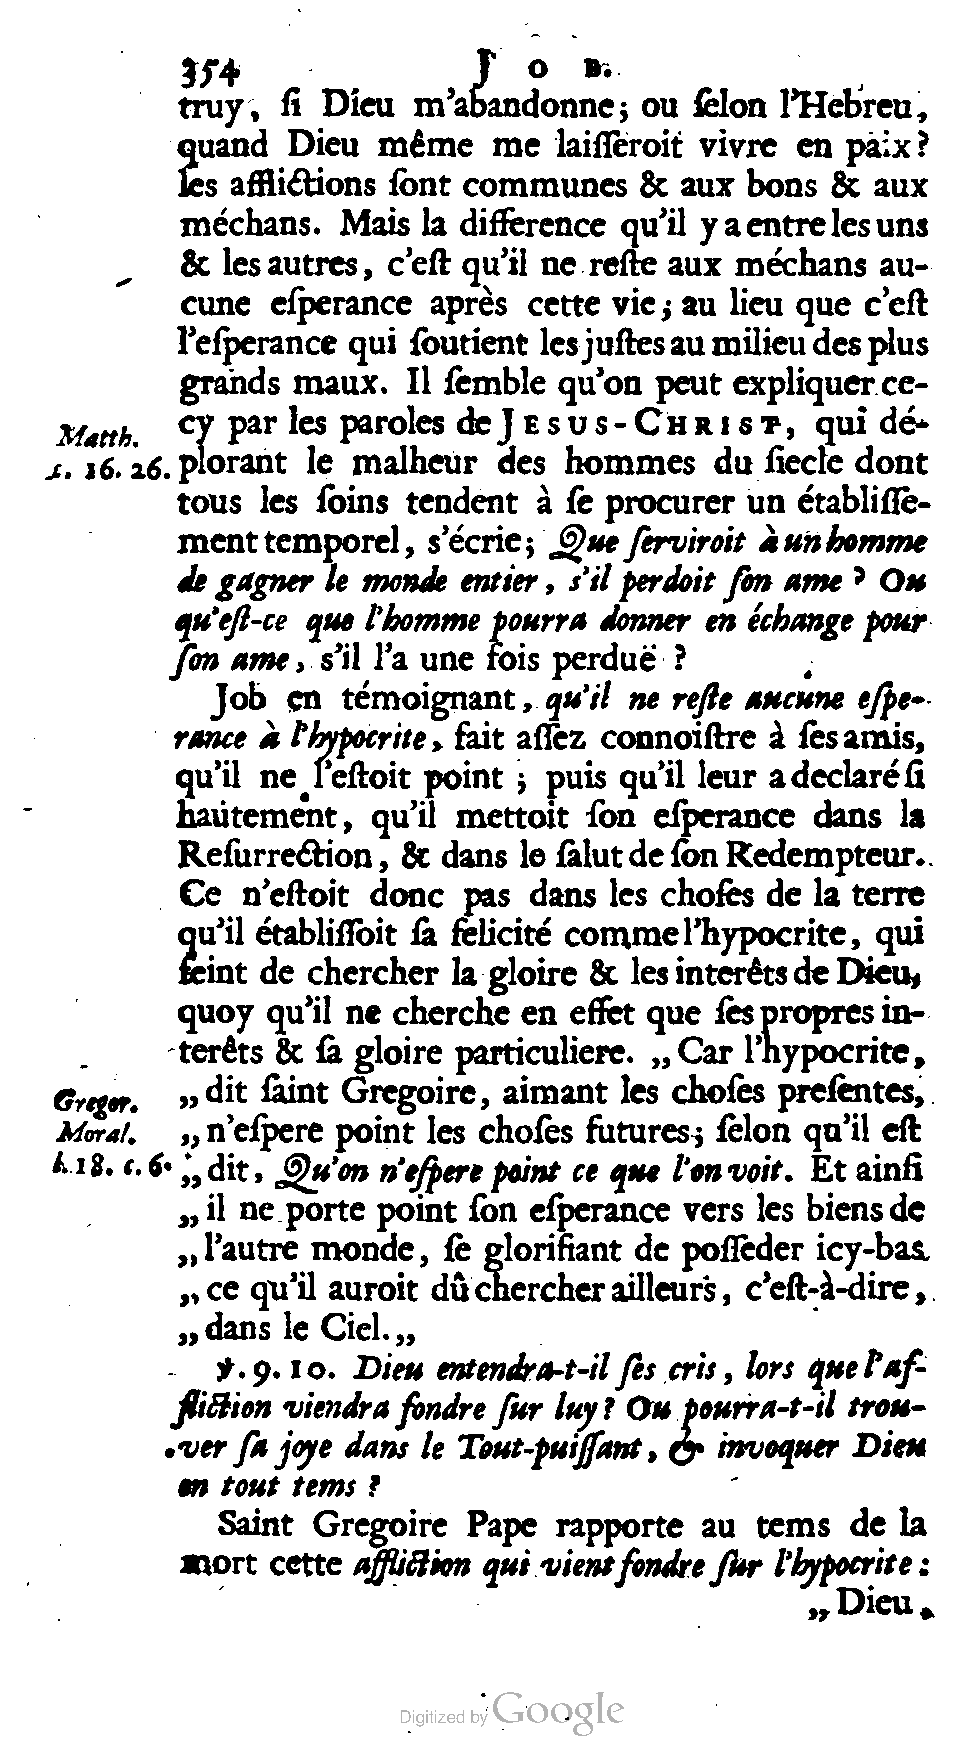 354 JOB.
truy, ſi Dieu m'abandonne; ou ſelon l'Hebreu,
quand Dieu même me laiſſeroit vivre en paix?
les afflictions ſont communes & aux bons & aux
méchans. Mais la difference qu'il y a entre les uns
& les autres, c'eſt qu'il ne reſte aux méchans au-
cune eſperance après cette vie; au lieu que c'eſt
l'eſperance qui ſoutient les juſtes au milieu des plus
grands maux. Il ſemble qu'on peut expliquer ce-
cy par les paroles de JESUS-CHRIST, qui dé-
Matth.
c. 16. 26.
plorant le malheur des hommes du ſiecle dont
tous les ſoins tendent à ſe procurer un établiſſe-
ment temporel, s'écrie; Que ſerviroit à un homme
de gagner le monde entier, s'il perdoit ſon ame? Ou
qu'eſt-ce que l'homme pourra donner en échange pour
ſon ame, s'il l'a une fois perduë ?
Job en témoignant, qu'il ne reſte aucune eſpe-
rance à l'hypocrite, fait aſſez connoiſtre à ſes amis,
qu'il ne l'eſtoit point ; puis qu'il leur a declaré ſi
hautement, qu'il mettoit ſon eſperance dans la
Reſurrection, & dans le ſalut de ſon Redempteur.
Ce n'eſtoit donc pas dans les choſes de la terre
qu'il établiſſoit ſa felicité comme l'hypocrite, qui
feint de chercher la gloire & les interêts de Dieu,
quoy qu'il ne cherche en effet que ſes propres in-
terêts & ſa gloire particuliere. „Car l'hypocrite,
„dit ſaint Gregoire, aimant les choſes preſentes,
Gregor.
Moral.
l. 18. c. 6.
„n'eſpere point les choſes futures; ſelon qu'il eſt
„dit, Qu'on n'eſpere point ce que l'on voit. Et ainſi
„il ne porte point ſon eſperance vers les biens de
„l'autre monde, ſe glorifiant de poſſeder icy-bas
„ce qu'il auroit dû chercher ailleurs, c'eſt-à-dire,
„dans le Ciel.„
℣. 9. 10. Dieu entendra-t-il ſes cris, lors que l'af-
fliction viendra fondre ſur luy? Ou pourra-t-il trou-
ver ſa joye dans le Tout-puiſſant, & invoquer Dieu
en tout tems ?
Saint Gregoire Pape rapporte au tems de la
mort cette affliction qui vient fondre ſur l'hypocrite:
„Dieu,
Digitized by Google